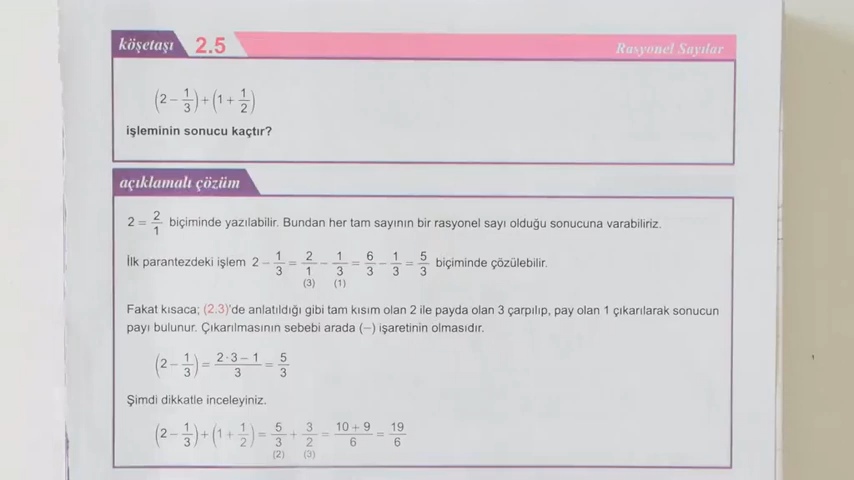 köşetaşı 2.5 Rasyonel Sayılar
(2 − 1/3) + (1 + 1/2)
işleminin sonucu kaçtır?
açıklamalı çözüm
2 = 2/1 biçiminde yazılabilir. Bundan her tam sayının bir rasyonel sayı olduğu sonucuna varabiliriz.
İlk parantezdeki işlem 2 − 1/3 = 2/1 − 1/3 = 6/3 − 1/3 = 5/3 biçiminde çözülebilir.
(3) (1)
Fakat kısaca; (2.3)'de anlatıldığı gibi tam kısım olan 2 ile payda olan 3 çarpılıp, pay olan 1 çıkarılarak sonucun
payı bulunur. Çıkarılmasının sebebi arada (−) işaretinin olmasıdır.
(2 − 1/3) = 2·3 − 1/3 = 5/3
Şimdi dikkatle inceleyiniz.
(2 − 1/3) + (1 + 1/2) = 5/3 + 3/2 = 10 + 9/6 = 19/6
(2) (3)